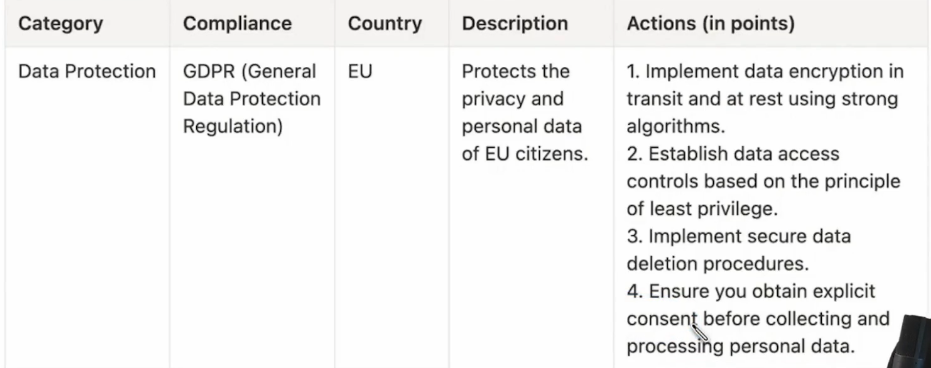 Category Compliance Country Description Actions (in points)
Data Protection
GDPR (General
Data Protection
Regulation)
EU
Protects the
privacy and
personal data
of EU citizens.
1. Implement data encryption in
transit and at rest using strong
algorithms.
2. Establish data access
controls based on the principle
of least privilege.
3. Implement secure data
deletion procedures.
4. Ensure you obtain explicit
consent before collecting and
processing personal data.